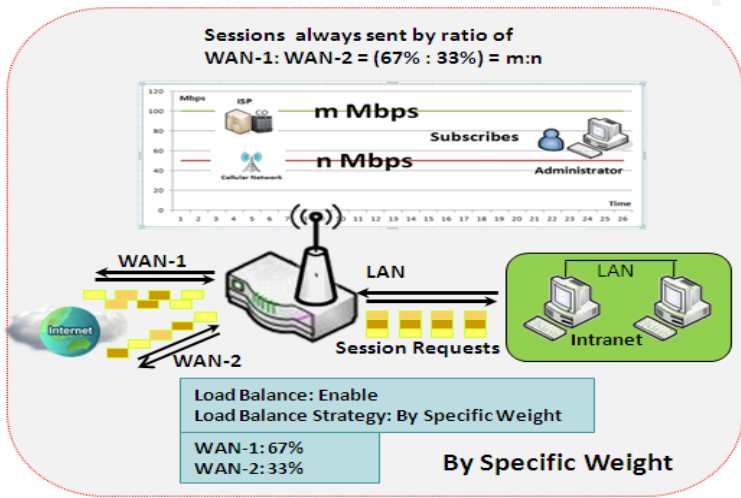 Sessions always sent by ratio of
WAN-1: WAN-2 = (67% : 33%) = m:n
120
Mbps
ISP
CO
100
m Mbps
80
Subscribes
60
n Mbps
40
Cellular Network
Administrator
20
0
Time
1 2 3 4 5 6 7 10 11 12 13 14 15 16 17 18 19 20 21 22 23 24 25 26
WAN-1
LAN
LAN
Internet
Intranet
WAN-2
Session Requests
Load Balance: Enable
Load Balance Strategy: By Specific Weight
WAN-1: 67%
WAN-2: 33%
By Specific Weight